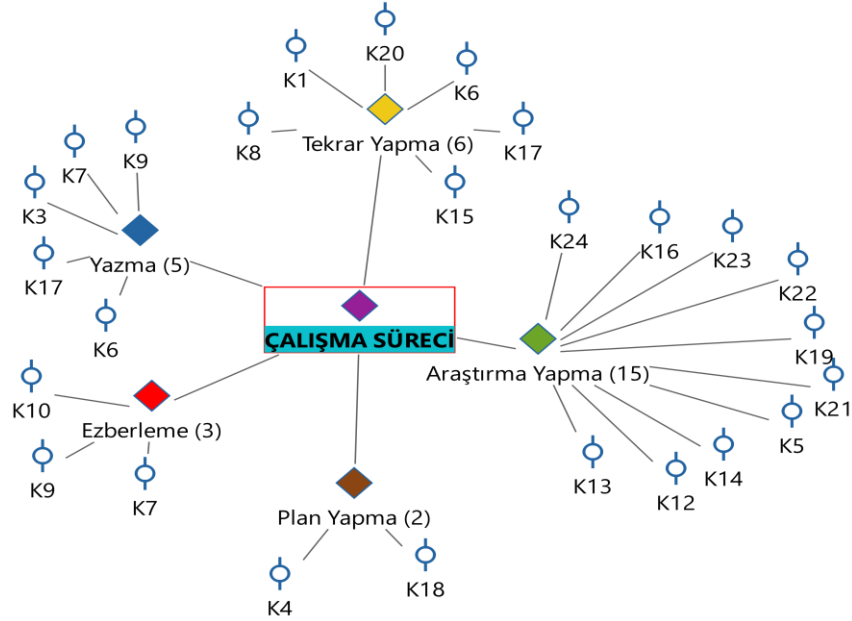 K20
K1
K6
K8
Tekrar Yapma (6)
K17
K15
K9
K7
K3
K17
Yazma (5)
K6
K24
K16
K23
K22
K19
K21
K5
K14
K12
K13
Araştırma Yapma (15)
ÇALIŞMA SÜRECİ
K10
Ezberleme (3)
K9
K7
Plan Yapma (2)
K18
K4